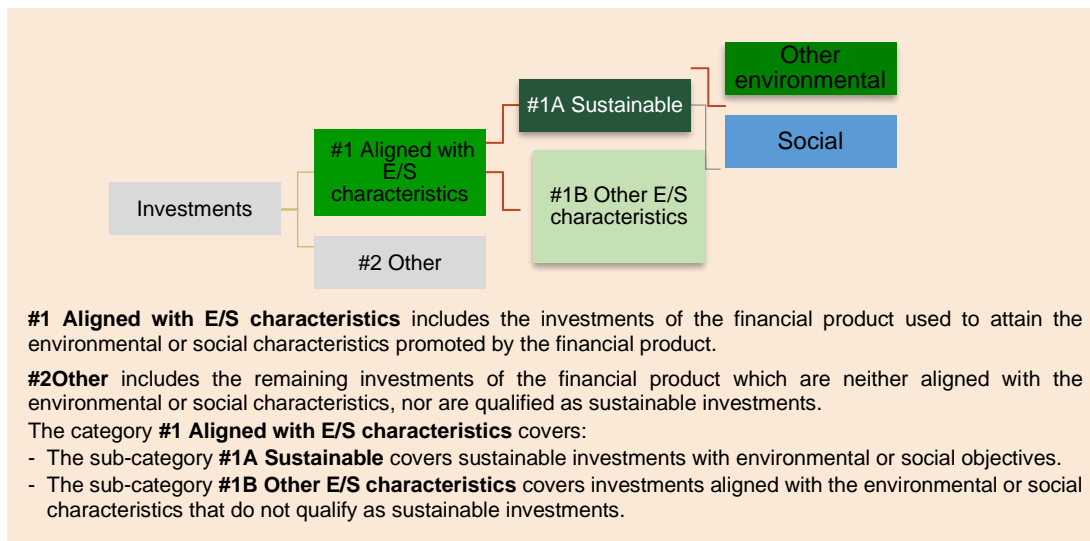 Other
environmental
#1A Sustainable
Social
#1 Aligned with
E/S
characteristics
#1B Other E/S
characteristics
Investments
#2 Other
#1 Aligned with E/S characteristics includes the investments of the financial product used to attain the
environmental or social characteristics promoted by the financial product.
#2Other includes the remaining investments of the financial product which are neither aligned with the
environmental or social characteristics, nor are qualified as sustainable investments.
The category #1 Aligned with E/S characteristics covers:
- The sub-category #1A Sustainable covers sustainable investments with environmental or social objectives.
- The sub-category #1B Other E/S characteristics covers investments aligned with the environmental or social
characteristics that do not qualify as sustainable investments.